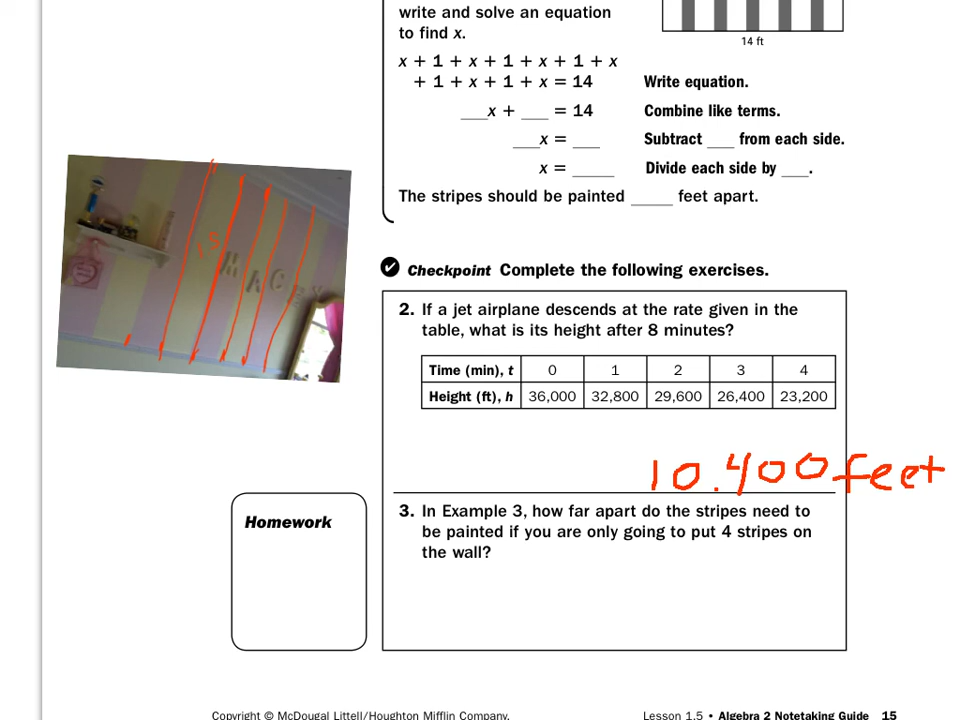 write and solve an equation
to find x.
14 ft
x + 1 + x + 1 + x + 1 + x
+ 1 + x + 1 + x = 14 Write equation.
___x + ___ = 14 Combine like terms.
___x = ___ Subtract ___ from each side.
x = _____ Divide each side by ___.
The stripes should be painted _____ feet apart.
15
MACEY
Checkpoint Complete the following exercises.
2. If a jet airplane descends at the rate given in the
table, what is its height after 8 minutes?
Time (min), t 0 1 2 3 4
Height (ft), h 36,000 32,800 29,600 26,400 23,200
10.400 feet
Homework
3. In Example 3, how far apart do the stripes need to
be painted if you are only going to put 4 stripes on
the wall?
Copyright © McDougal Littell/Houghton Mifflin Company.
Lesson 1.5 • Algebra 2 Notetaking Guide 15